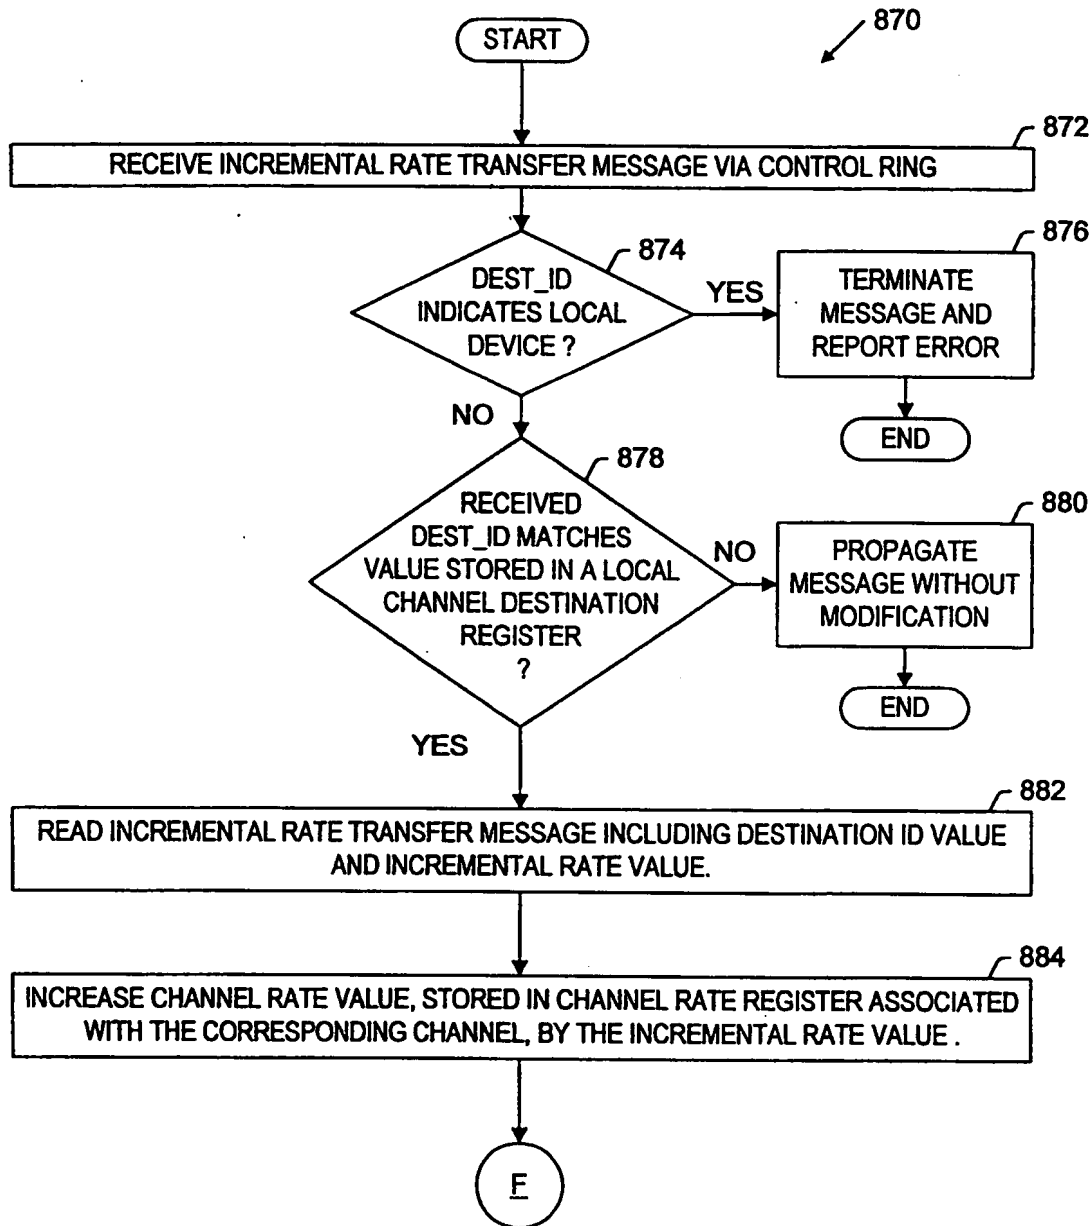 870
START
872
RECEIVE INCREMENTAL RATE TRANSFER MESSAGE VIA CONTROL RING
874
DEST_ID
INDICATES LOCAL
DEVICE ?
YES
876
TERMINATE
MESSAGE AND
REPORT ERROR
END
NO
878
RECEIVED
DEST_ID MATCHES
VALUE STORED IN A LOCAL
CHANNEL DESTINATION
REGISTER
?
NO
880
PROPAGATE
MESSAGE WITHOUT
MODIFICATION
END
YES
882
READ INCREMENTAL RATE TRANSFER MESSAGE INCLUDING DESTINATION ID VALUE
AND INCREMENTAL RATE VALUE.
884
INCREASE CHANNEL RATE VALUE, STORED IN CHANNEL RATE REGISTER ASSOCIATED
WITH THE CORRESPONDING CHANNEL, BY THE INCREMENTAL RATE VALUE .
F